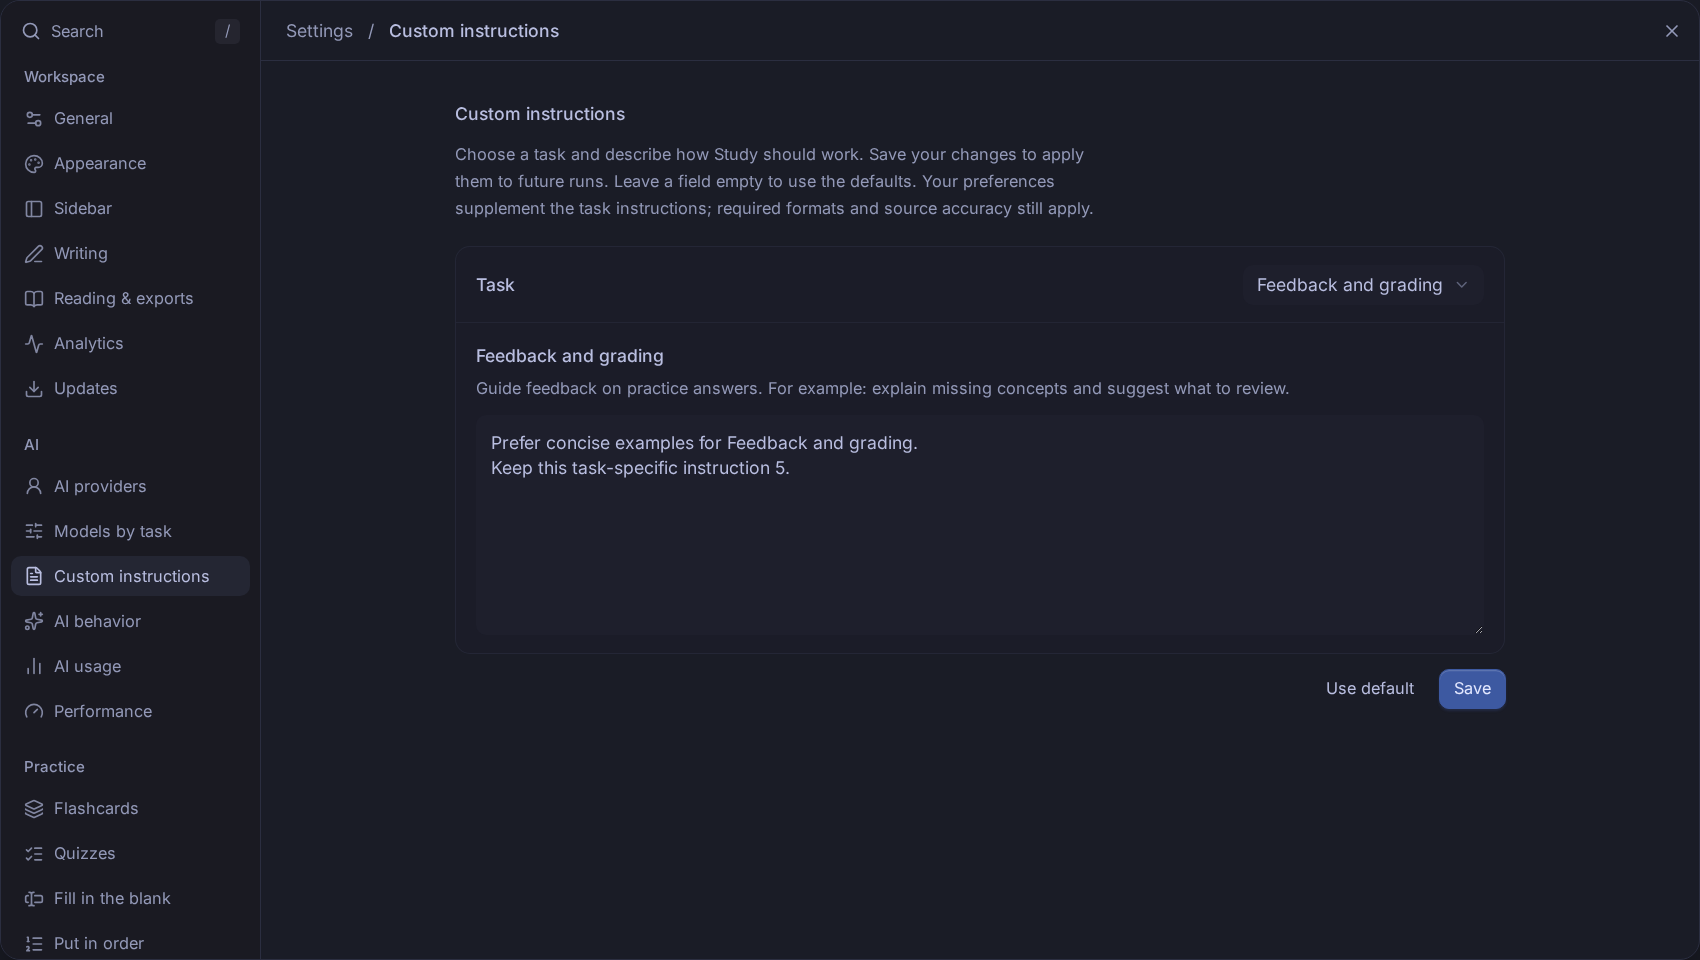 Search /
Workspace
General
Appearance
Sidebar
Writing
Reading & exports
Analytics
Updates
AI
AI providers
Models by task
Custom instructions
AI behavior
AI usage
Performance
Practice
Flashcards
Quizzes
Fill in the blank
Put in order
Settings / Custom instructions
Custom instructions
Choose a task and describe how Study should work. Save your changes to apply
them to future runs. Leave a field empty to use the defaults. Your preferences
supplement the task instructions; required formats and source accuracy still apply.
Task
Feedback and grading
Feedback and grading
Guide feedback on practice answers. For example: explain missing concepts and suggest what to review.
Prefer concise examples for Feedback and grading.
Keep this task-specific instruction 5.
Use default
Save